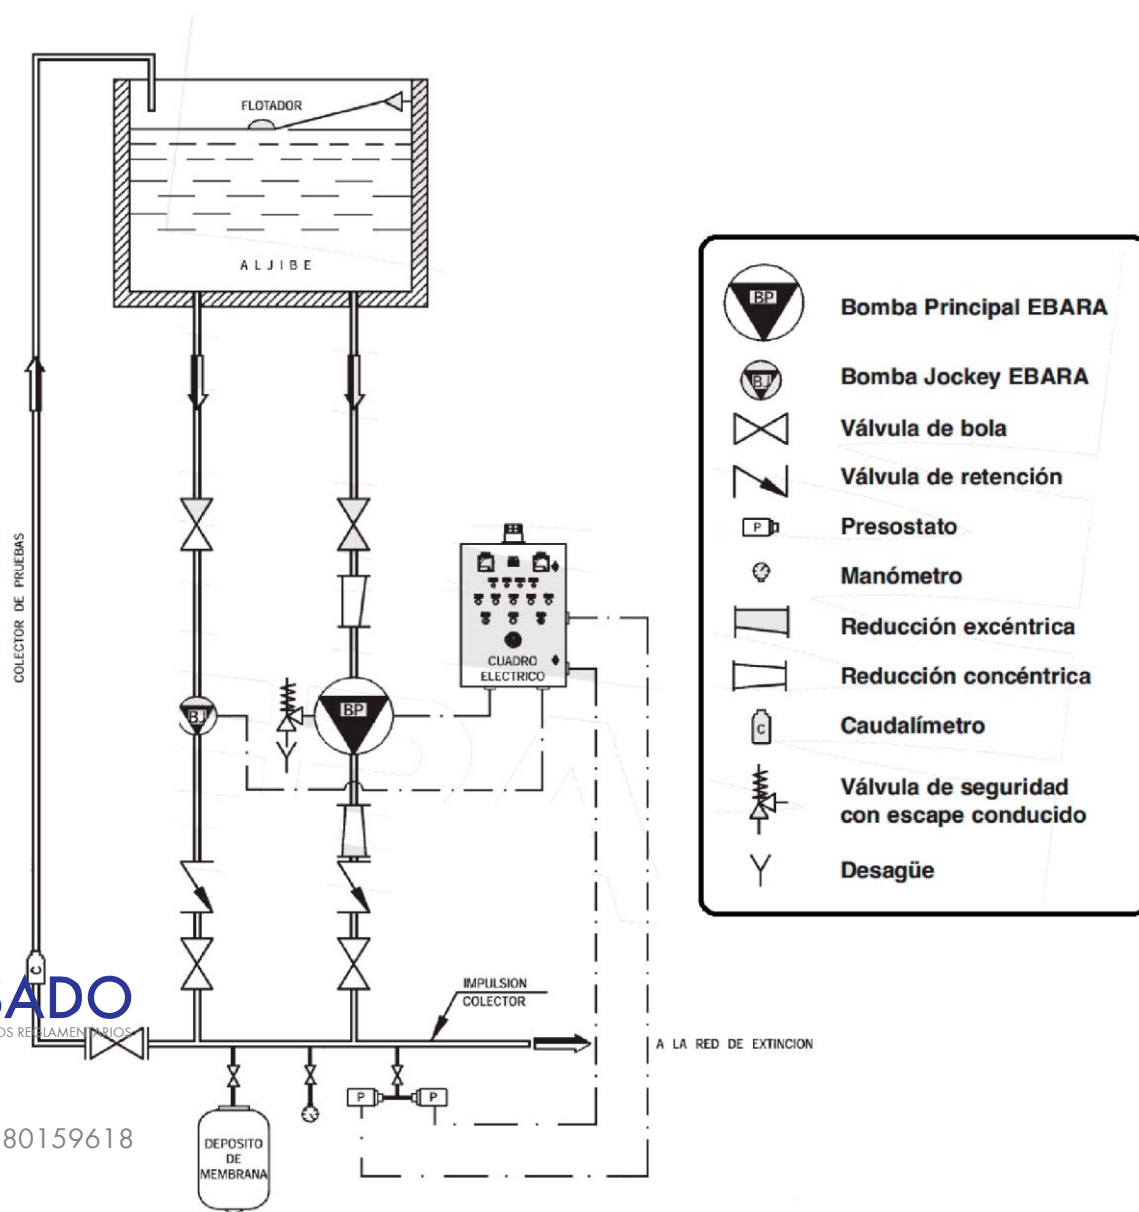 FLOTADOR
ALJIBE
COLECTOR DE PRUEBAS
CUADRO
ELECTRICO
BJ
BP
C
IMPULSION
COLECTOR
A LA RED DE EXTINCION
P
P
DEPOSITO
DE
MEMBRANA
BP
Bomba Principal EBARA
BJ
Bomba Jockey EBARA
Válvula de bola
Válvula de retención
P
Presostato
Manómetro
Reducción excéntrica
Reducción concéntrica
C
Caudalímetro
Válvula de seguridad
con escape conducido
Desagüe
ADO
OS REGLAMENTARIOS
80159618